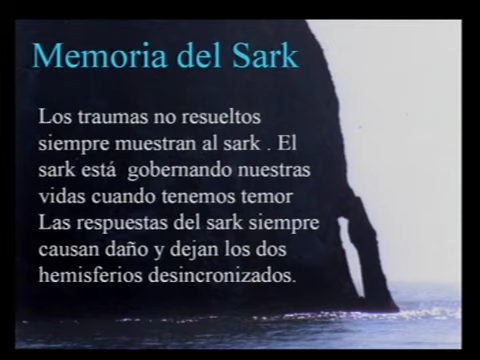 Memoria del Sark
Los traumas no resueltos
siempre muestran al sark . El
sark está gobernando nuestras
vidas cuando tenemos temor
Las respuestas del sark siempre
causan daño y dejan los dos
hemisferios desincronizados.